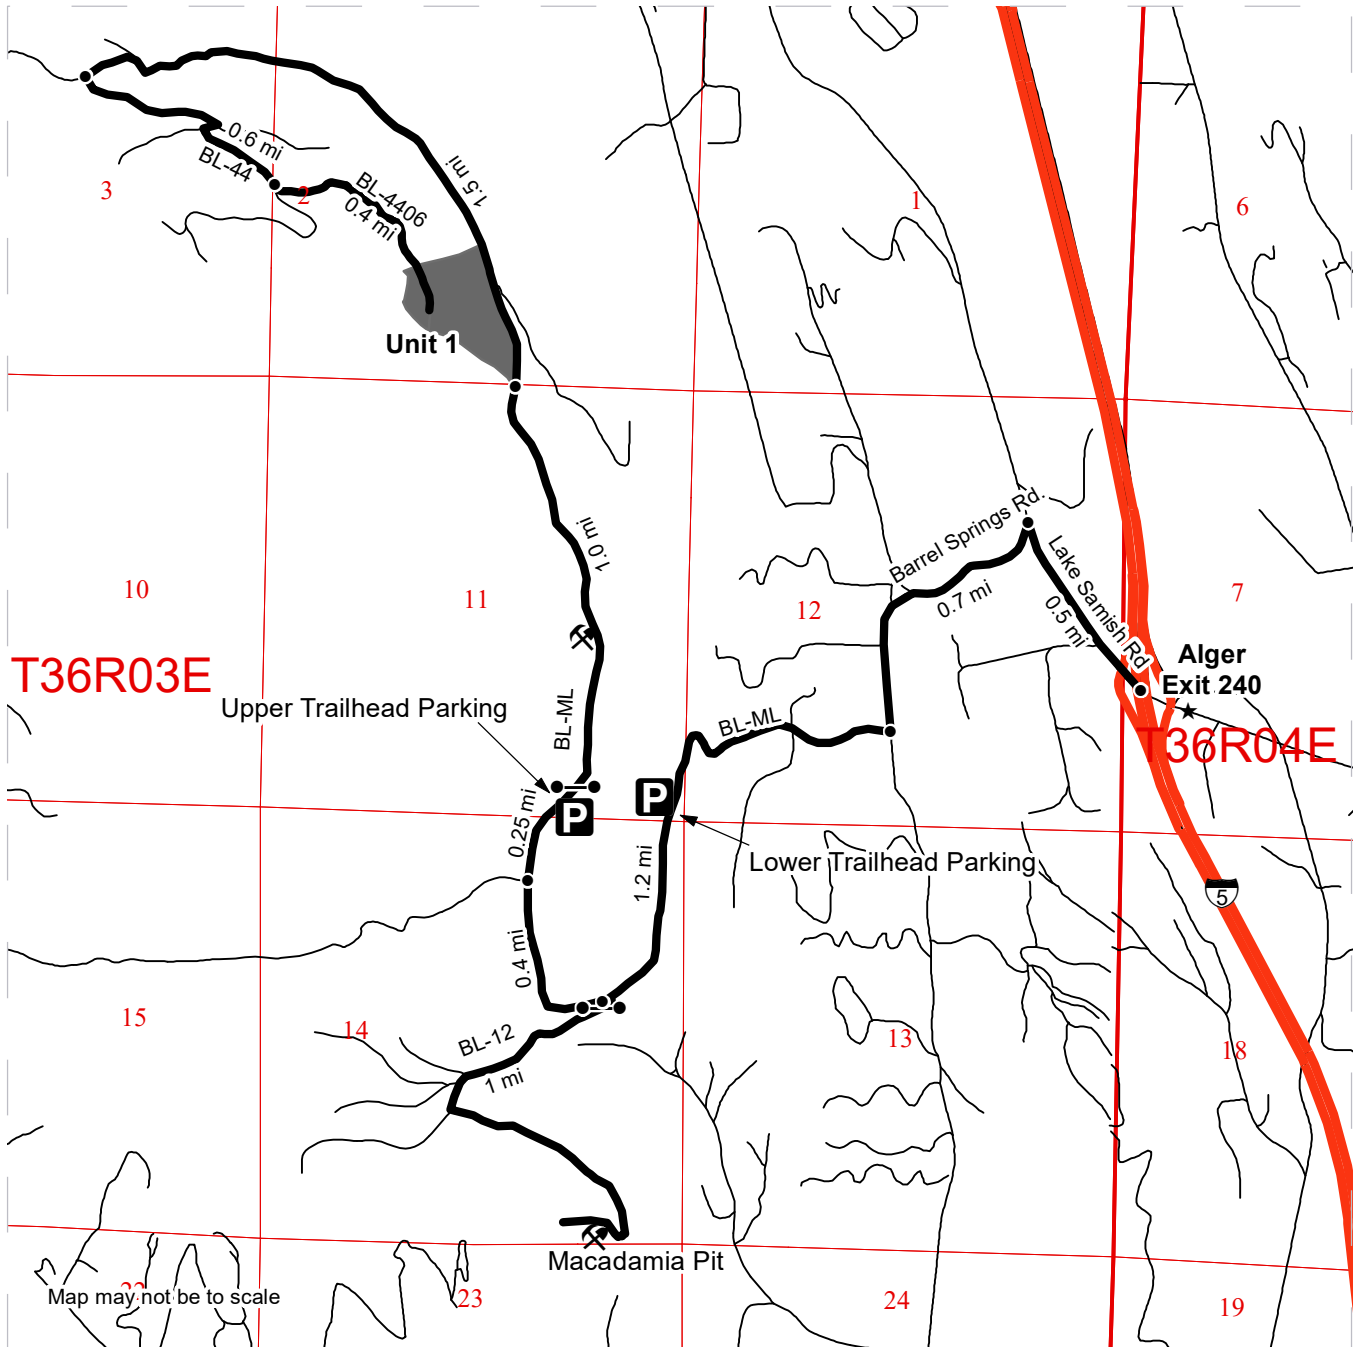 0.6 mi
BL-44
1.5 mi
3
2
BL-4406
0.4 mi
1
6
Unit 1
1.0 mi
Barrel Springs Rd.
0.7 mi
Lake Samish Rd
0.5 mi
10
11
12
7
T36R03E
Alger
Exit 240
Upper Trailhead Parking
BL-ML
BL-ML
T36R04E
P
P
0.25 mi
1.2 mi
Lower Trailhead Parking
5
0.4 mi
15
14
BL-12
1 mi
13
18
Macadamia Pit
22
Map may not be to scale
23
24
19